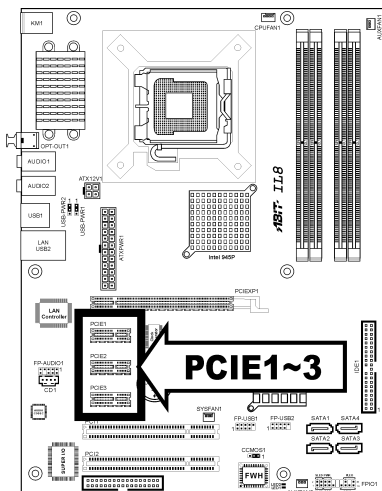 KM1
CPUFAN1
AUXFAN1
OPT-OUT1
AUDIO1
AUDIO2
ATX12V1
USB-PWR2
USB-PWR1
USB1
LAN
USB2
ATXPWR1
ABIT IL8
intel 945P
PCIEXP1
LAN
Controller
PCIE1
PCIE2
PCIE3
PCIE1~3
IDE1
FP-AUDIO1
CD1
SYSFAN1
FP-USB1
FP-USB2
SATA1
SATA4
SATA2
SATA3
PCI2
CCMOS1
SUPER I/O
FWH
FPIO1
1